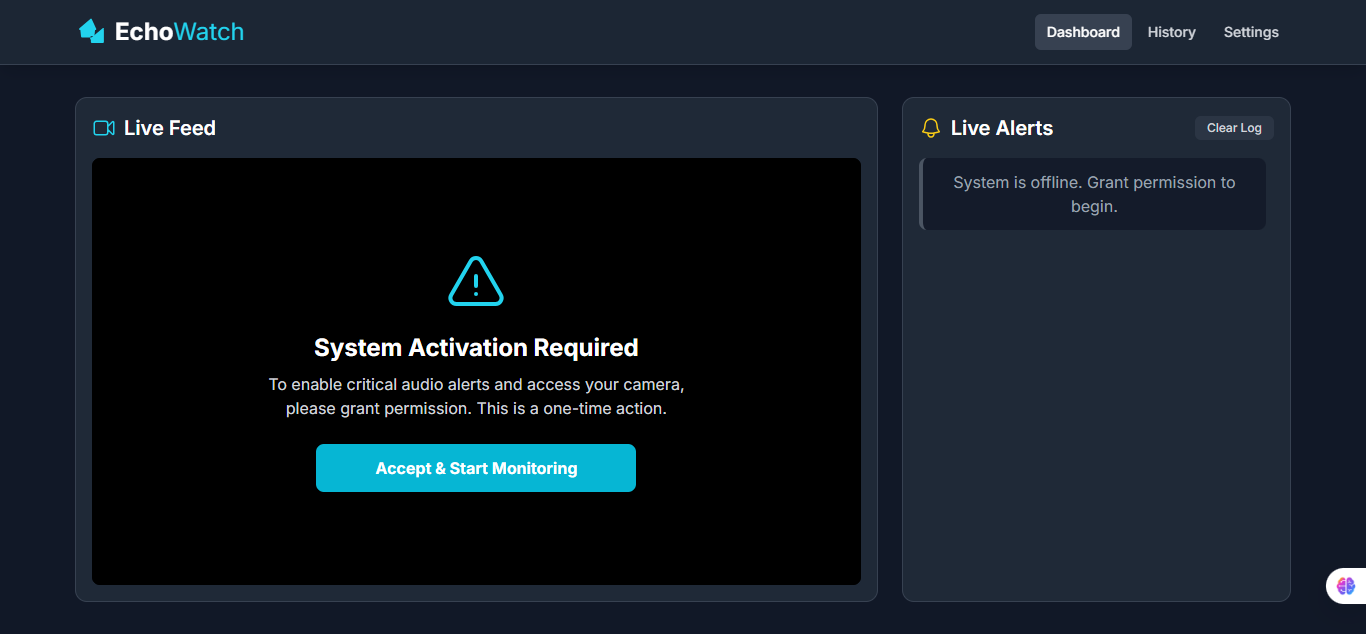 EchoWatch
Dashboard
History
Settings
Live Feed
System Activation Required
To enable critical audio alerts and access your camera,
please grant permission. This is a one-time action.
Accept & Start Monitoring
Live Alerts
Clear Log
System is offline. Grant permission to
begin.